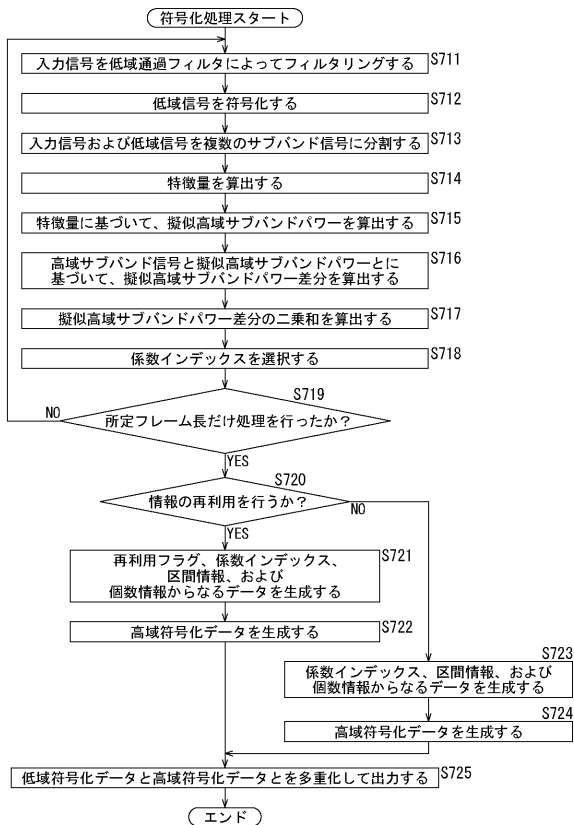 符号化処理スタート
入力信号を低域通過フィルタによってフィルタリングする
S711
低域信号を符号化する
S712
入力信号および低域信号を複数のサブバンド信号に分割する
S713
特徴量を算出する
S714
特徴量に基づいて、擬似高域サブバンドパワーを算出する
S715
高域サブバンド信号と擬似高域サブバンドパワーとに
基づいて、擬似高域サブバンドパワー差分を算出する
S716
擬似高域サブバンドパワー差分の二乗和を算出する
S717
係数インデックスを選択する
S718
S719
所定フレーム長だけ処理を行ったか？
NO
YES
S720
情報の再利用を行うか？
NO
YES
再利用フラグ、係数インデックス、
区間情報、および
個数情報からなるデータを生成する
S721
高域符号化データを生成する
S722
S723
係数インデックス、区間情報、および
個数情報からなるデータを生成する
S724
高域符号化データを生成する
低域符号化データと高域符号化データとを多重化して出力する
S725
エンド